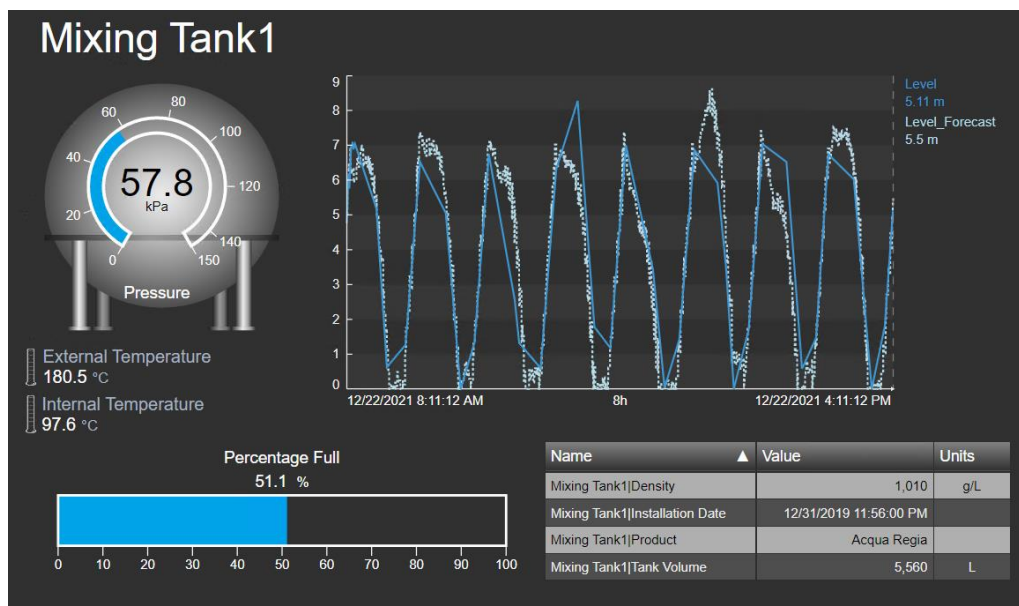 Mixing Tank1
0
20
40
60
80
100
120
140
150
57.8
kPa
Pressure
External Temperature
180.5 °C
Internal Temperature
97.6 °C
9
8
7
6
5
4
3
2
1
0
12/22/2021 8:11:12 AM 8h 12/22/2021 4:11:12 PM
Level
5.11 m
Level_Forecast
5.5 m
Percentage Full
51.1 %
0 10 20 30 40 50 60 70 80 90 100
Name ▲ Value Units
Mixing Tank1|Density 1,010 g/L
Mixing Tank1|Installation Date 12/31/2019 11:56:00 PM
Mixing Tank1|Product Acqua Regia
Mixing Tank1|Tank Volume 5,560 L